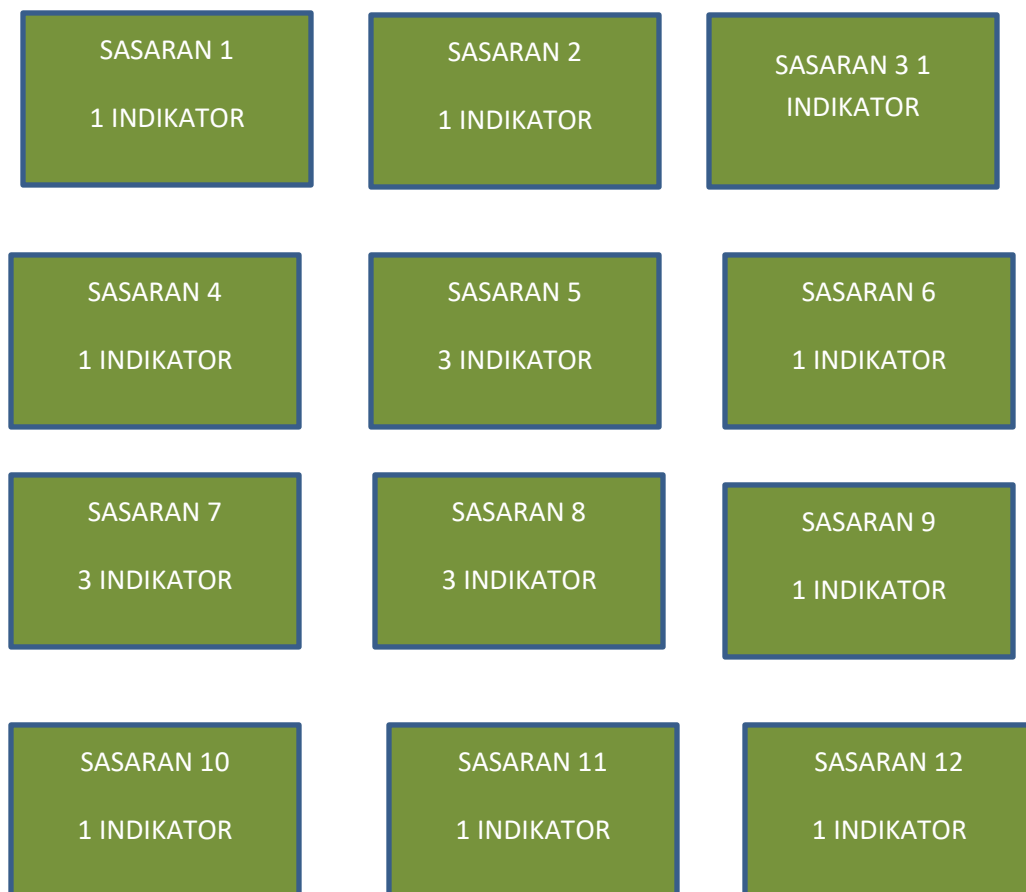 SASARAN 1
1 INDIKATOR
SASARAN 2
1 INDIKATOR
SASARAN 3 1
INDIKATOR
SASARAN 4
1 INDIKATOR
SASARAN 5
3 INDIKATOR
SASARAN 6
1 INDIKATOR
SASARAN 7
3 INDIKATOR
SASARAN 8
3 INDIKATOR
SASARAN 9
1 INDIKATOR
SASARAN 10
1 INDIKATOR
SASARAN 11
1 INDIKATOR
SASARAN 12
1 INDIKATOR